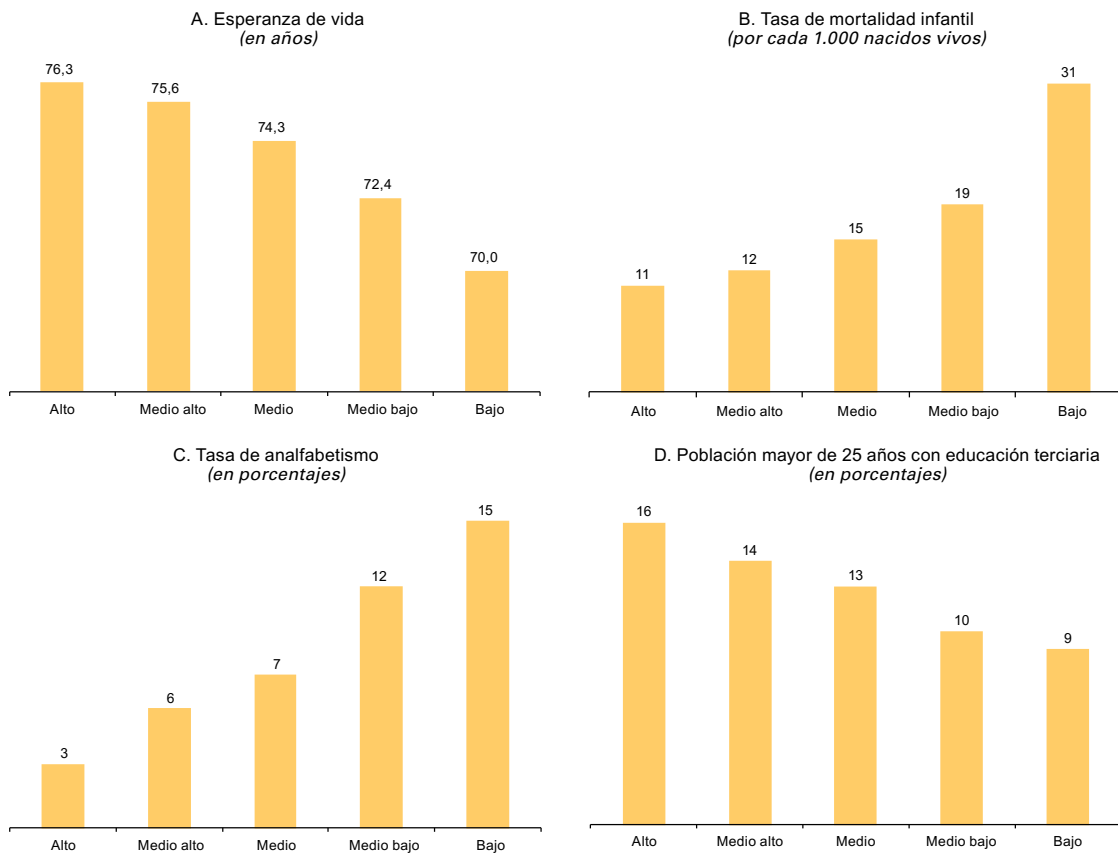 A. Esperanza de vida
(en años)
76,3
75,6
74,3
72,4
70,0
Alto
Medio alto
Medio
Medio bajo
Bajo
B. Tasa de mortalidad infantil
(por cada 1.000 nacidos vivos)
11
12
15
19
31
Alto
Medio alto
Medio
Medio bajo
Bajo
C. Tasa de analfabetismo
(en porcentajes)
3
6
7
12
15
Alto
Medio alto
Medio
Medio bajo
Bajo
D. Población mayor de 25 años con educación terciaria
(en porcentajes)
16
14
13
10
9
Alto
Medio alto
Medio
Medio bajo
Bajo